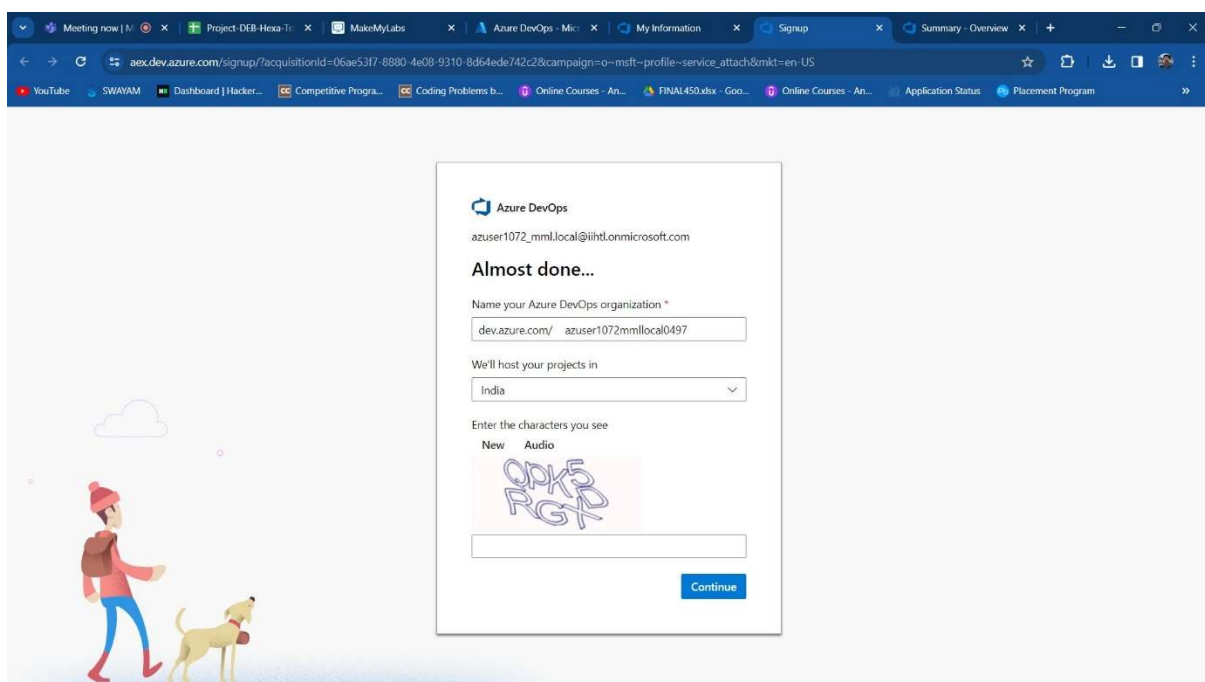 Meeting now | M
Project-DEB-Hexa-Tr
MakeMyLabs
Azure DevOps - Micr
My Information
Signup
Summary - Overview
aex.dev.azure.com/signup/?acquisitionId=06ae53f7-8880-4e08-9310-8d64ede742c2&campaign=o~msft~profile~service_attach&mkt=en-US
YouTube
SWAYAM
Dashboard | Hacker...
Competitive Progra...
Coding Problems b...
Online Courses - An...
FINAL450.xlsx - Goo...
Online Courses - An...
Application Status
Placement Program
Azure DevOps
azuser1072_mml.local@iihtl.onmicrosoft.com
Almost done...
Name your Azure DevOps organization *
dev.azure.com/ azuser1072mmllocal0497
We'll host your projects in
India
Enter the characters you see
New Audio
Continue